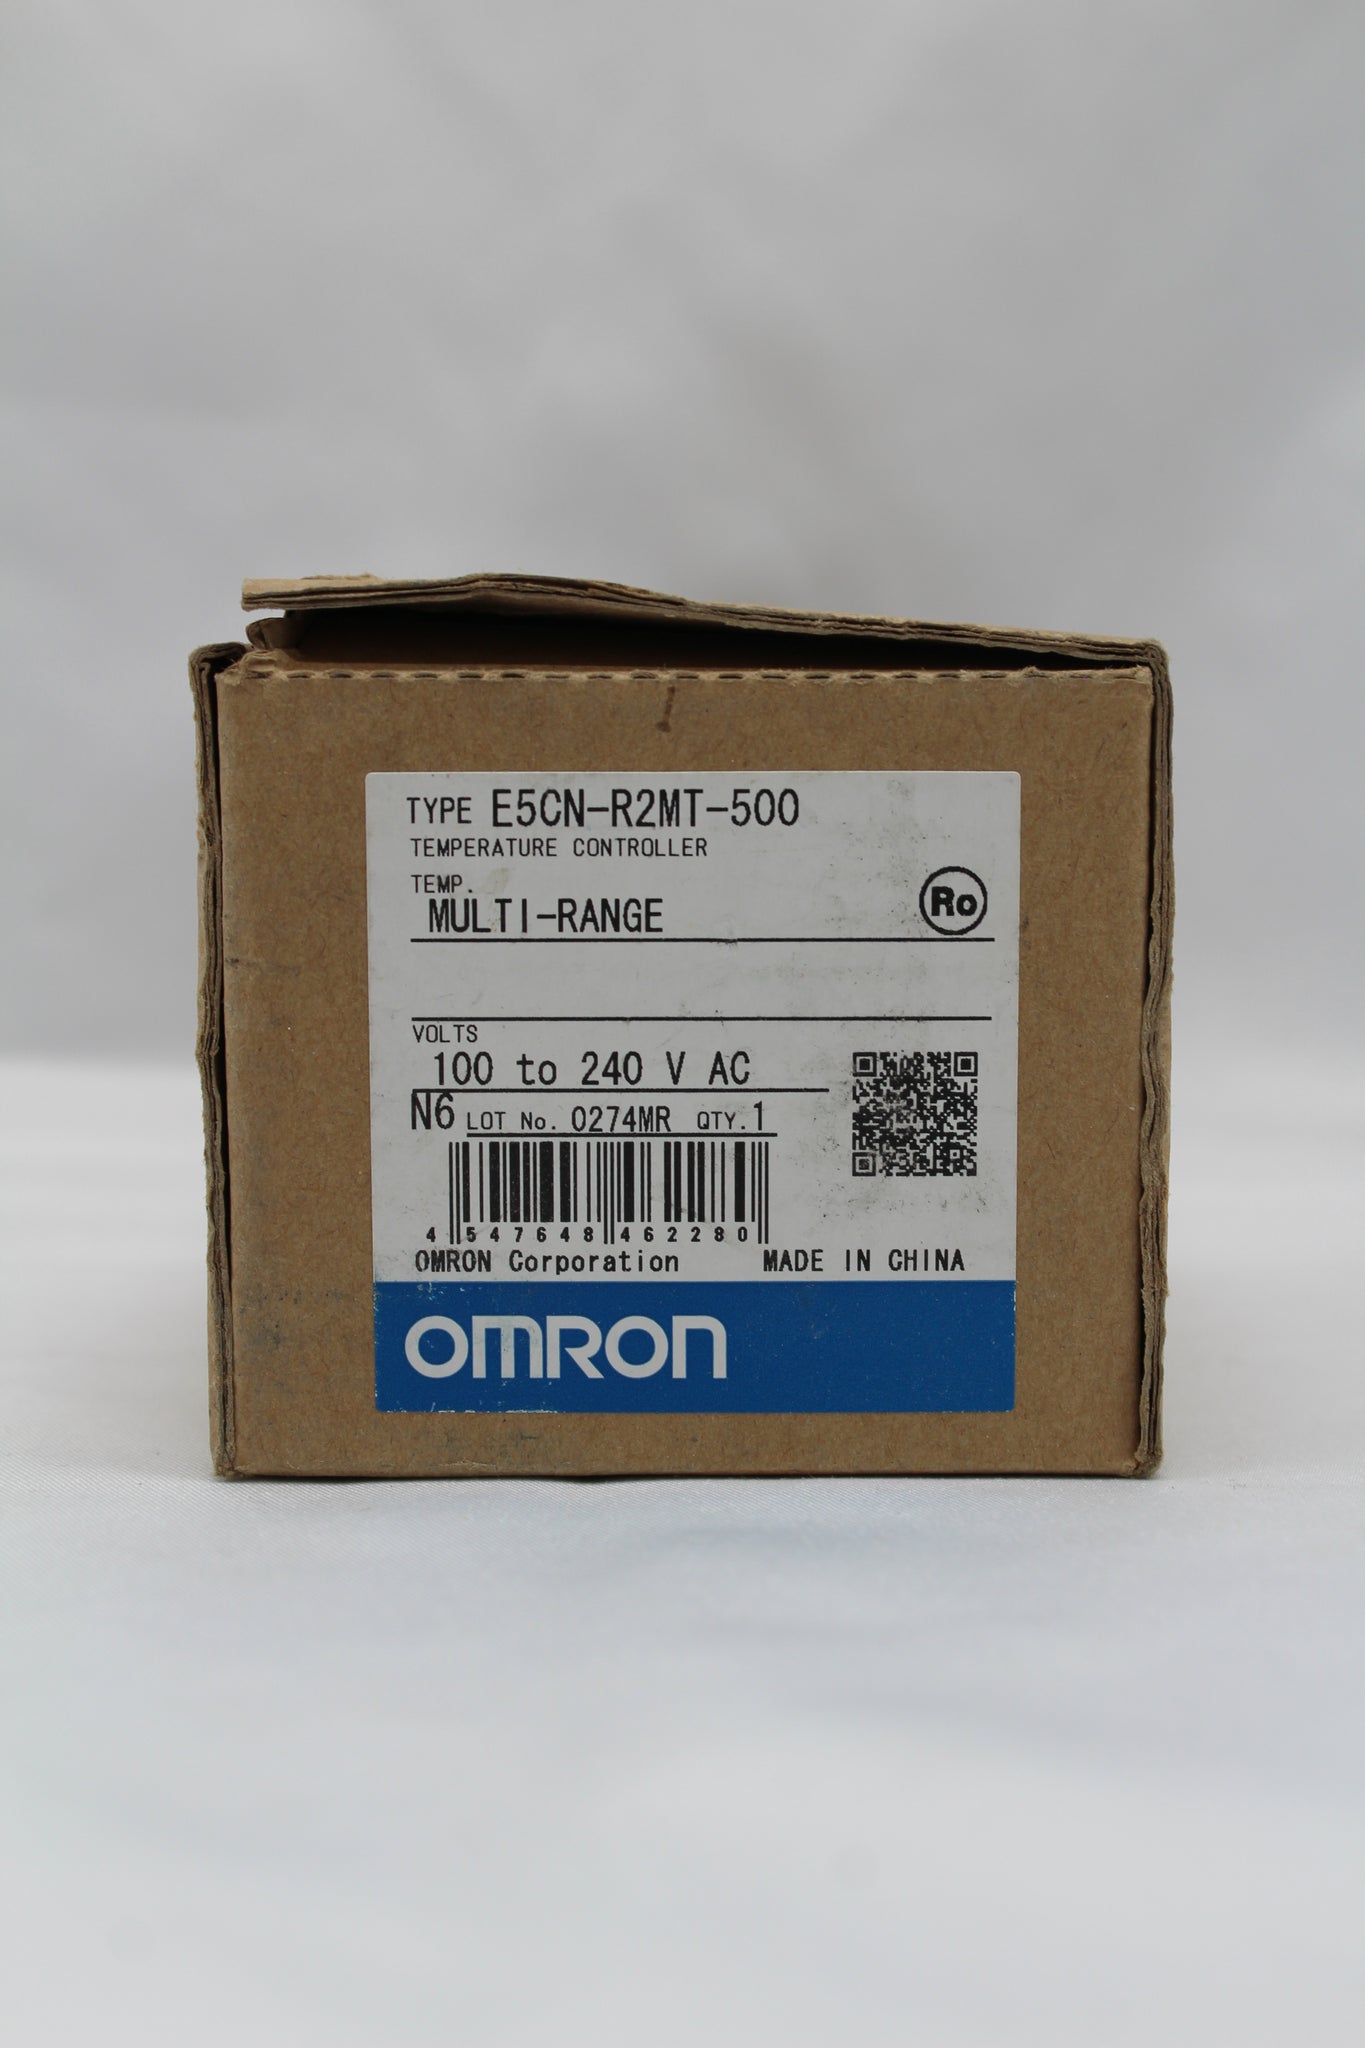 TYPE E5CN-R2MT-500
TEMPERATURE CONTROLLER
TEMP.
MULTI-RANGE
Ro
VOLTS
100 to 240 V AC
N6 LOT No. 0274MR QTY. 1
4 547648 462280
OMRON Corporation MADE IN CHINA
OMRON